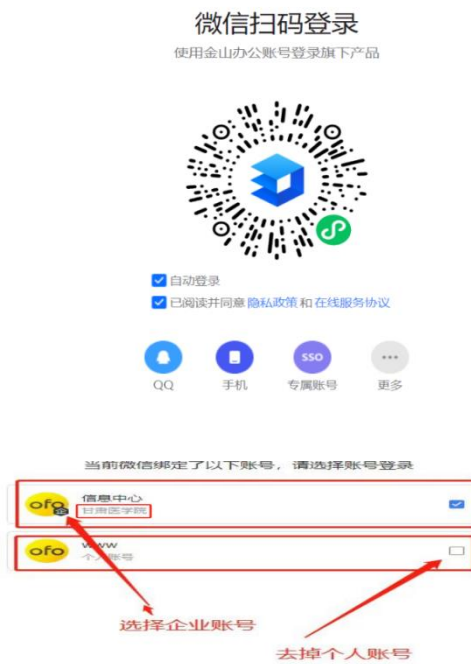 微信扫码登录
使用金山办公账号登录旗下产品
自动登录
已阅读并同意 隐私政策 和 在线服务协议
SSO
QQ 手机 专属账号 更多
当前微信绑定了以下账号，请选择账号登录
ofo 信息中心
企 甘肃医学院
ofo www
个人账号
选择企业账号
去掉个人账号